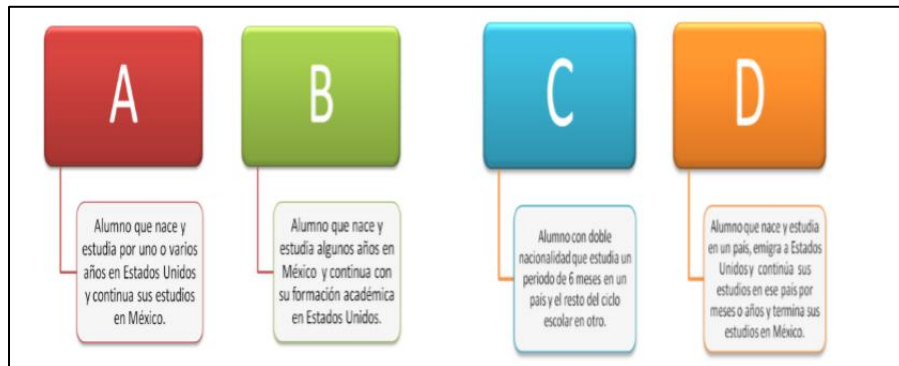 A
B
C
D
Alumno que nace y
estudia por uno o varios
años en Estados Unidos
y continua sus estudios
en México.
Alumno que nace y
estudia algunos años en
México y continua con
su formación académica
en Estados Unidos.
Alumno con doble
nacionalidad que estudia un
periodo de 6 meses en un
país y el resto del ciclo
escolar en otro.
Alumno que nace y estudia
en un país, emigra a Estados
Unidos y continúa sus
estudios en ese país por
meses o años y termina sus
estudios en México.